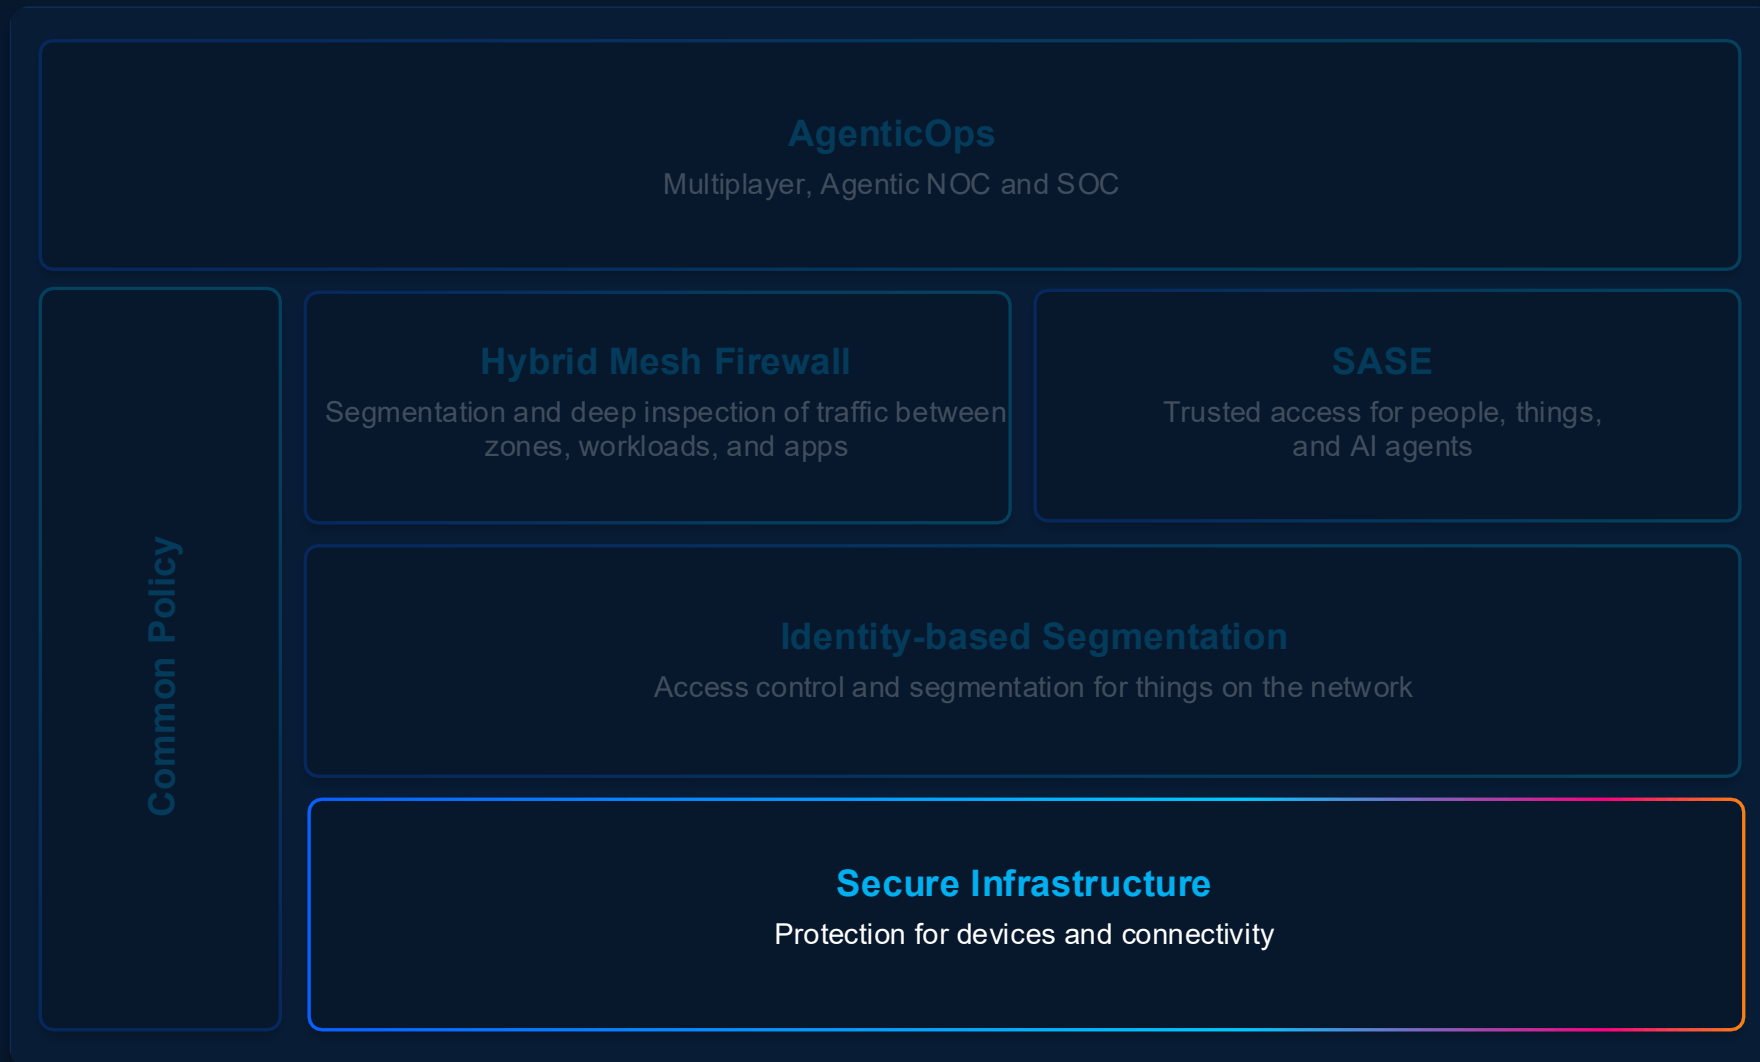 AgenticOps
Multiplayer, Agentic NOC and SOC
Common Policy
Hybrid Mesh Firewall
Segmentation and deep inspection of traffic between
zones, workloads, and apps
SASE
Trusted access for people, things,
and AI agents
Identity-based Segmentation
Access control and segmentation for things on the network
Secure Infrastructure
Protection for devices and connectivity